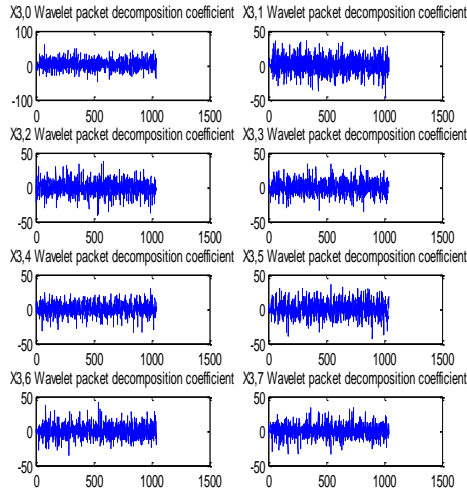 X3,0 Wavelet packet decomposition coefficient
100
0
-100
0 500 1000 1500
X3,1 Wavelet packet decomposition coefficient
50
0
-50
0 500 1000 1500
X3,2 Wavelet packet decomposition coefficient
50
0
-50
0 500 1000 1500
X3,3 Wavelet packet decomposition coefficient
50
0
-50
0 500 1000 1500
X3,4 Wavelet packet decomposition coefficient
50
0
-50
0 500 1000 1500
X3,5 Wavelet packet decomposition coefficient
50
0
-50
0 500 1000 1500
X3,6 Wavelet packet decomposition coefficient
50
0
-50
0 500 1000 1500
X3,7 Wavelet packet decomposition coefficient
50
0
-50
0 500 1000 1500